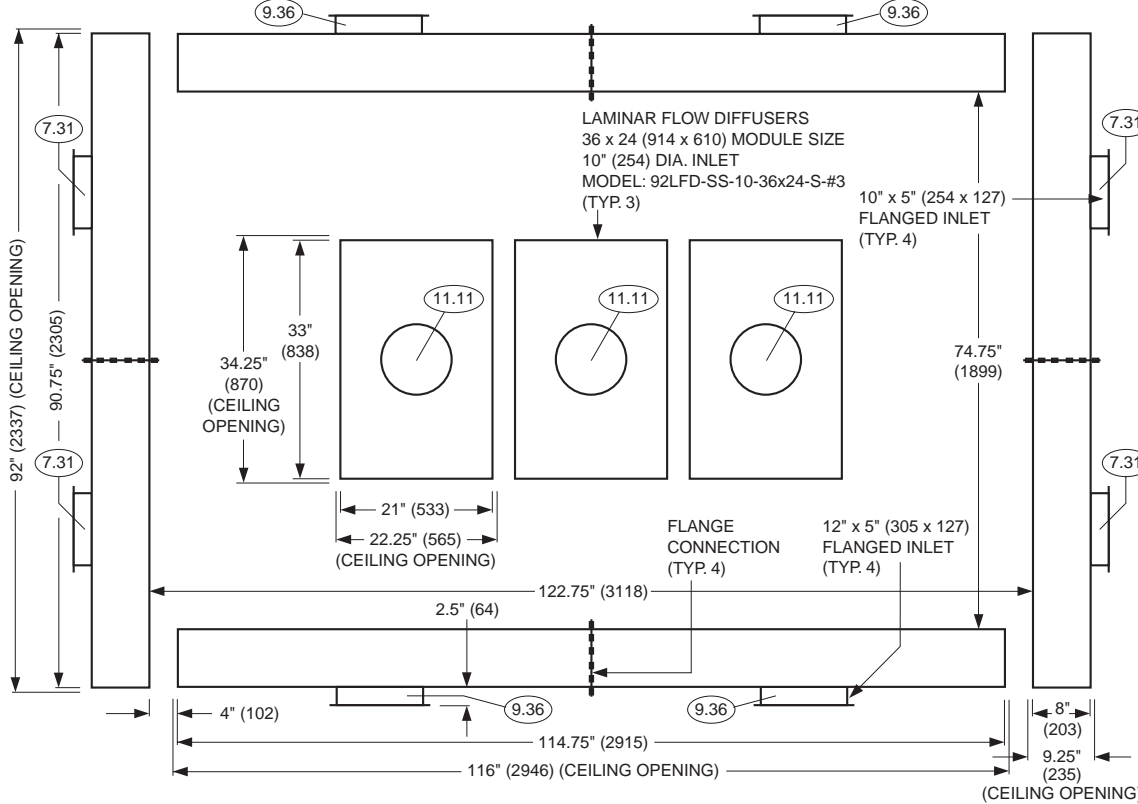 9.36
9.36
7.31
7.31
LAMINAR FLOW DIFFUSERS
36 x 24 (914 x 610) MODULE SIZE
10" (254) DIA. INLET
MODEL: 92LFD-SS-10-36x24-S-#3
(TYP. 3)
10" x 5" (254 x 127)
FLANGED INLET
(TYP. 4)
92" (2337) (CEILING OPENING)
90.75" (2305)
11.11
11.11
11.11
34.25"
(870)
(CEILING
OPENING)
33"
(838)
74.75"
(1899)
7.31
7.31
21" (533)
22.25" (565)
(CEILING OPENING)
FLANGE
CONNECTION
(TYP. 4)
12" x 5" (305 x 127)
FLANGED INLET
(TYP. 4)
122.75" (3118)
2.5" (64)
4" (102)
9.36
9.36
8"
(203)
114.75" (2915)
116" (2946) (CEILING OPENING)
9.25"
(235)
(CEILING OPENING)